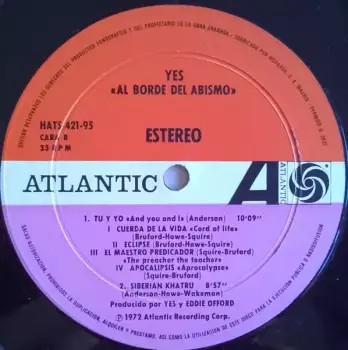 YES
«AL BORDE DEL ABISMO»
HATS 421-95
CARA B
33 RPM
ESTEREO
ATLANTIC
1. TU Y YO «And you and I» (Anderson) 10·09"
I CUERDA DE LA VIDA «Cord of life»
(Bruford-Howe-Squire)
II ECLIPSE (Bruford-Squire)
III EL MAESTRO PREDICADOR (Squire-Bruford)
«The preacher the teacher»
IV APOCALIPSIS «Aprocalypse»
(Squire-Bruford)
2. SIBERIAN KHATRU 8'57"
(Anderson-Howe-Wakeman)
Producido por YES y EDDIE OFFORD
Ⓟ 1972 Atlantic Recording Corp.